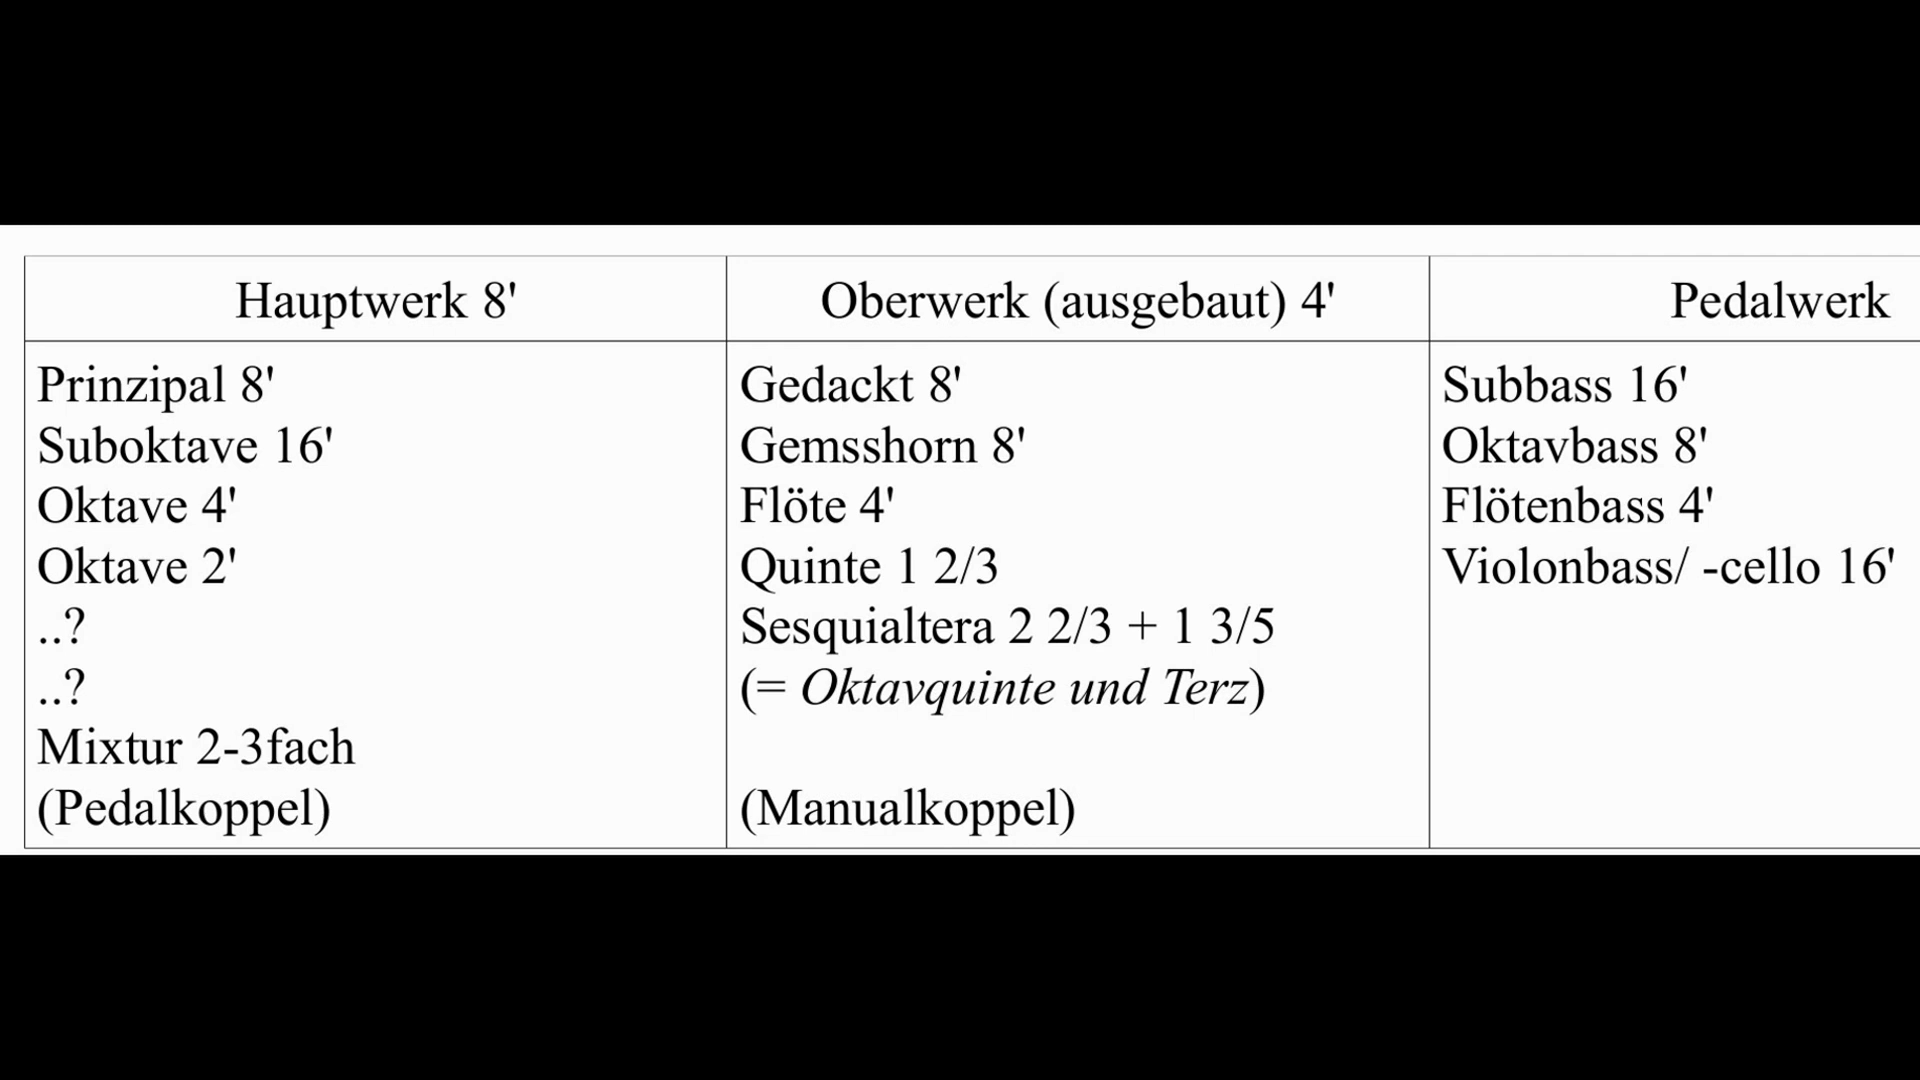 Hauptwerk 8'
Prinzipal 8'
Suboktave 16'
Oktave 4'
Oktave 2'
..?
..?
Mixtur 2-3fach
(Pedalkoppel)
Oberwerk (ausgebaut) 4'
Gedackt 8'
Gemsshorn 8'
Flöte 4'
Quinte 1 2/3
Sesquialtera 2 2/3 + 1 3/5
(= Oktavquinte und Terz)
(Manualkoppel)
Pedalwerk
Subbass 16'
Oktavbass 8'
Flötenbass 4'
Violonbass/ -cello 16'